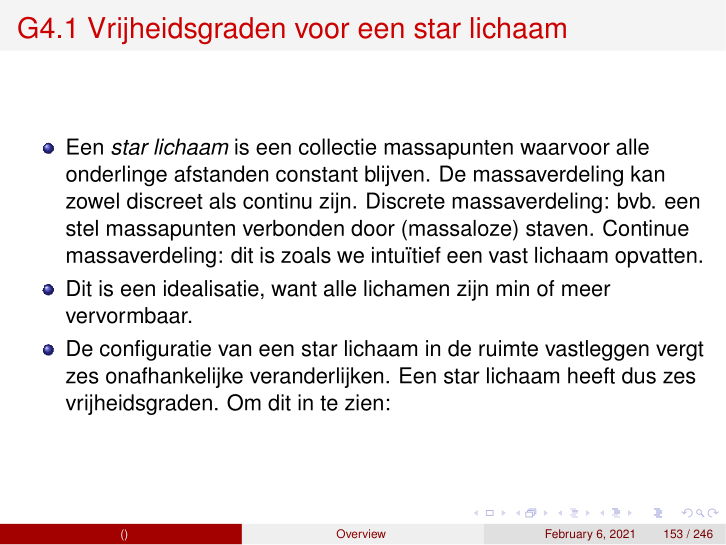 G4.1 Vrijheidsgraden voor een star lichaam
Een star lichaam is een collectie massapunten waarvoor alle
onderlinge afstanden constant blijven. De massaverdeling kan
zowel discreet als continu zijn. Discrete massaverdeling: bvb. een
stel massapunten verbonden door (massaloze) staven. Continue
massaverdeling: dit is zoals we intuïtief een vast lichaam opvatten.
Dit is een idealisatie, want alle lichamen zijn min of meer
vervormbaar.
De configuratie van een star lichaam in de ruimte vastleggen vergt
zes onafhankelijke veranderlijken. Een star lichaam heeft dus zes
vrijheidsgraden. Om dit in te zien:
() Overview February 6, 2021 153 / 246